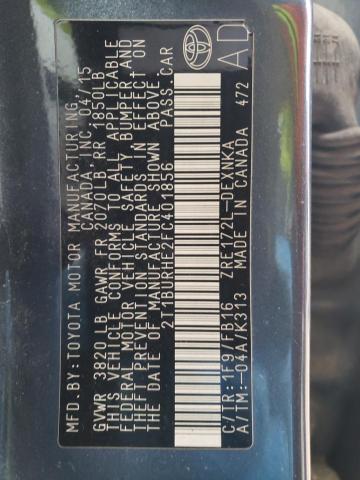 MFD.BY:TOYOTA MOTOR MANUFACTURING
CANADA,INC. 04/15
GVWR 3820LB GAWR FR 2070LB RR 1850LB
THIS VEHICLE CONFORMS TO ALL APPLICABLE
FEDERAL MOTOR VEHICLE SAFETY, BUMPER AND
THEFT PREVENTION STANDARDS IN EFFECT ON
THE DATE OF MANUFACTURE SHOWN ABOVE.
2T1BURHE2FC401856 PASS.CAR
C/TR:1F9/FB16 ZRE172L-DEXNKA
A/TM:-04A/K313 MADE IN CANADA 472
AD